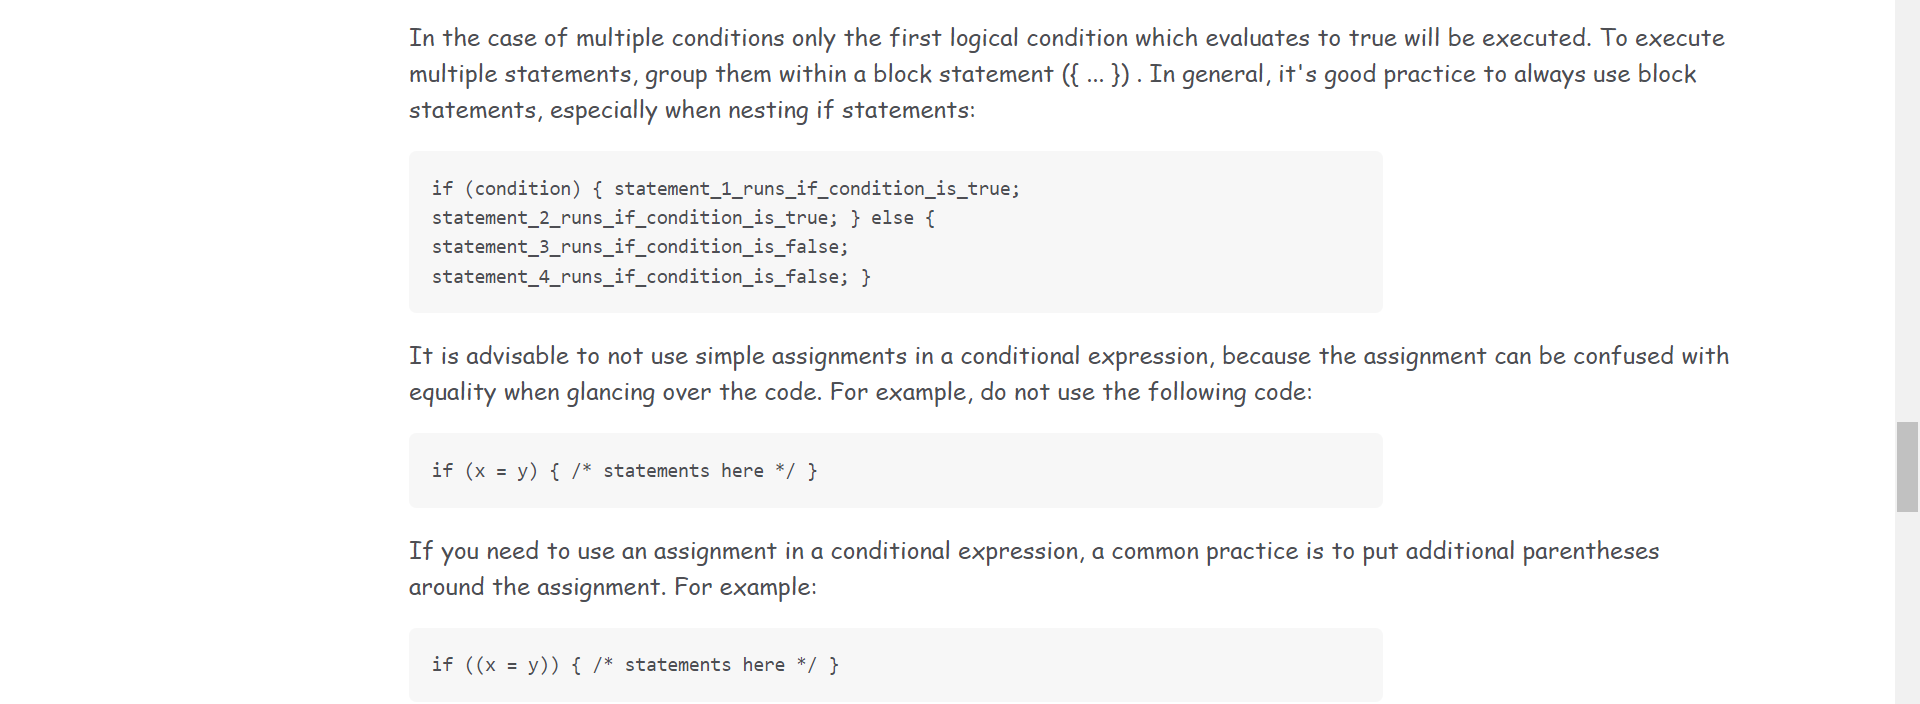 In the case of multiple conditions only the first logical condition which evaluates to true will be executed. To execute
multiple statements, group them within a block statement ({ ... }) . In general, it's good practice to always use block
statements, especially when nesting if statements:
if (condition) { statement_1_runs_if_condition_is_true;
statement_2_runs_if_condition_is_true; } else {
statement_3_runs_if_condition_is_false;
statement_4_runs_if_condition_is_false; }
It is advisable to not use simple assignments in a conditional expression, because the assignment can be confused with
equality when glancing over the code. For example, do not use the following code:
if (x = y) { /* statements here */ }
If you need to use an assignment in a conditional expression, a common practice is to put additional parentheses
around the assignment. For example:
if ((x = y)) { /* statements here */ }